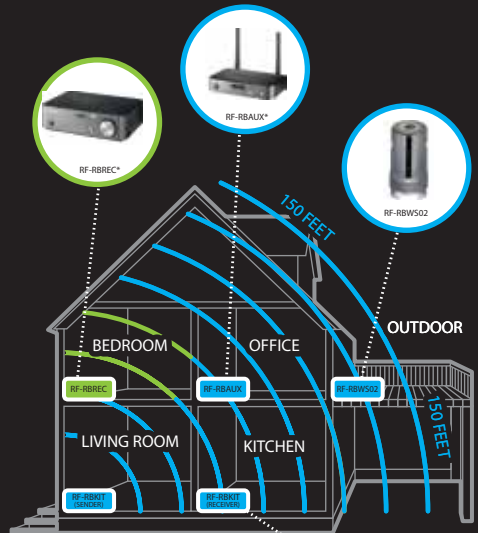 RF-RBAUX*
RF-RBREC*
RF-RBWS02
150 FEET
OUTDOOR
BEDROOM
OFFICE
RF-RBREC
RF-RBAUX
RF-RBWS02
150 FEET
LIVING ROOM
KITCHEN
RF-RBKIT
(SENDER)
RF-RBKIT
(RECEIVER)